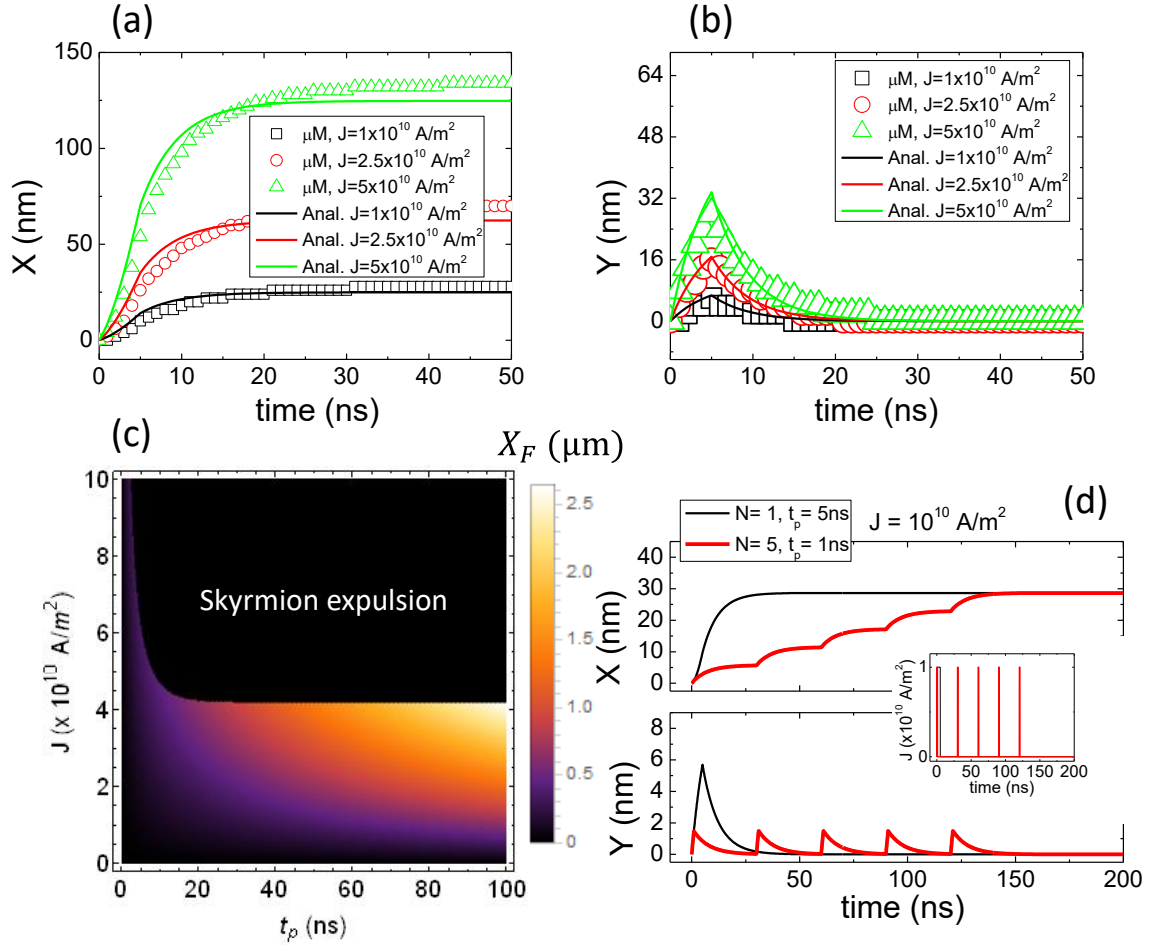 (a)
150
100
50
0
X (nm)
0 10 20 30 40 50
time (ns)
μM, J=1x10¹⁰ A/m²
μM, J=2.5x10¹⁰ A/m²
μM, J=5x10¹⁰ A/m²
Anal. J=1x10¹⁰ A/m²
Anal. J=2.5x10¹⁰ A/m²
Anal. J=5x10¹⁰ A/m²
(b)
64
48
32
16
0
Y (nm)
0 10 20 30 40 50
time (ns)
μM, J=1x10¹⁰ A/m²
μM, J=2.5x10¹⁰ A/m²
μM, J=5x10¹⁰ A/m²
Anal. J=1x10¹⁰ A/m²
Anal. J=2.5x10¹⁰ A/m²
Anal. J=5x10¹⁰ A/m²
(c)
X_F (μm)
10
8
6
4
2
0
J (x 10¹⁰ A/m²)
Skyrmion expulsion
0 20 40 60 80 100
t_p (ns)
2.5
2.0
1.5
1.0
0.5
0
(d)
N= 1, t_p= 5ns
N= 5, t_p= 1ns
J = 10¹⁰ A/m²
40
30
20
10
0
X (nm)
1
0
J (x10¹⁰ A/m²)
0 50 100 150 200
time (ns)
8
6
4
2
0
Y (nm)
0 50 100 150 200
time (ns)